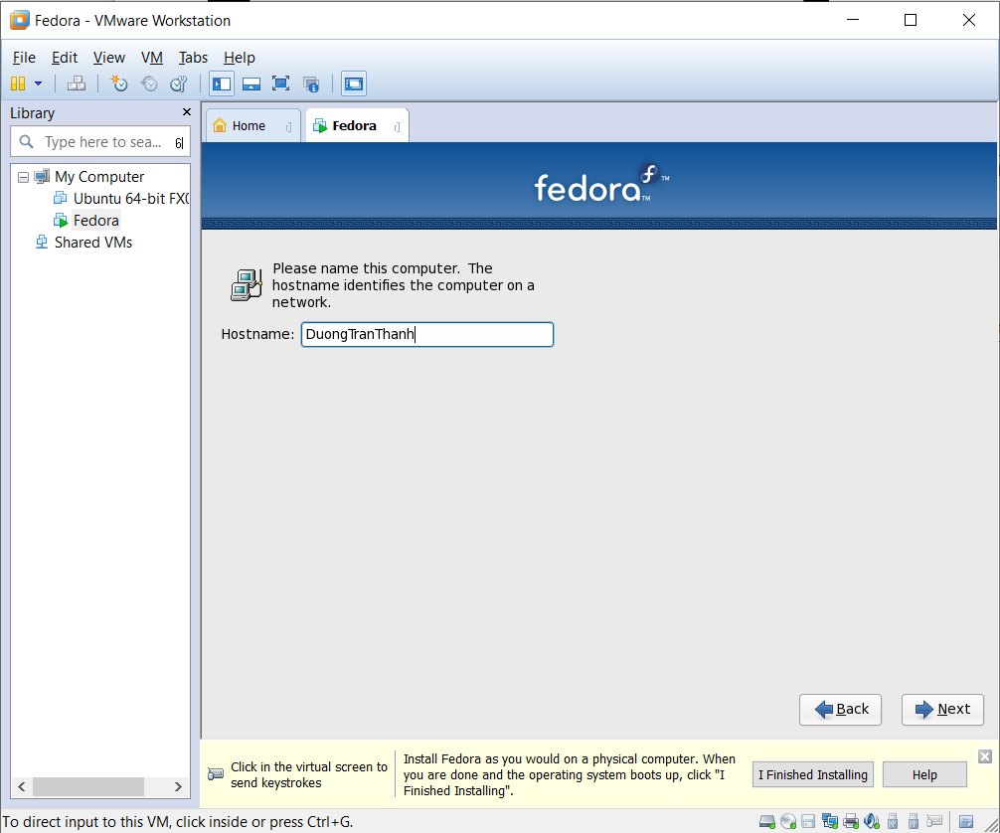 Fedora - VMware Workstation
File Edit View VM Tabs Help
Library
Type here to sea...
My Computer
Ubuntu 64-bit
Fedora
Shared VMs
Home
Fedora
fedora™
Please name this computer. The
hostname identifies the computer on a
network.
Hostname: DuongTranThanh
Back
Next
Click in the virtual screen to
send keystrokes
Install Fedora as you would on a physical computer. When
you are done and the operating system boots up, click "I
Finished Installing".
I Finished Installing
Help
To direct input to this VM, click inside or press Ctrl+G.